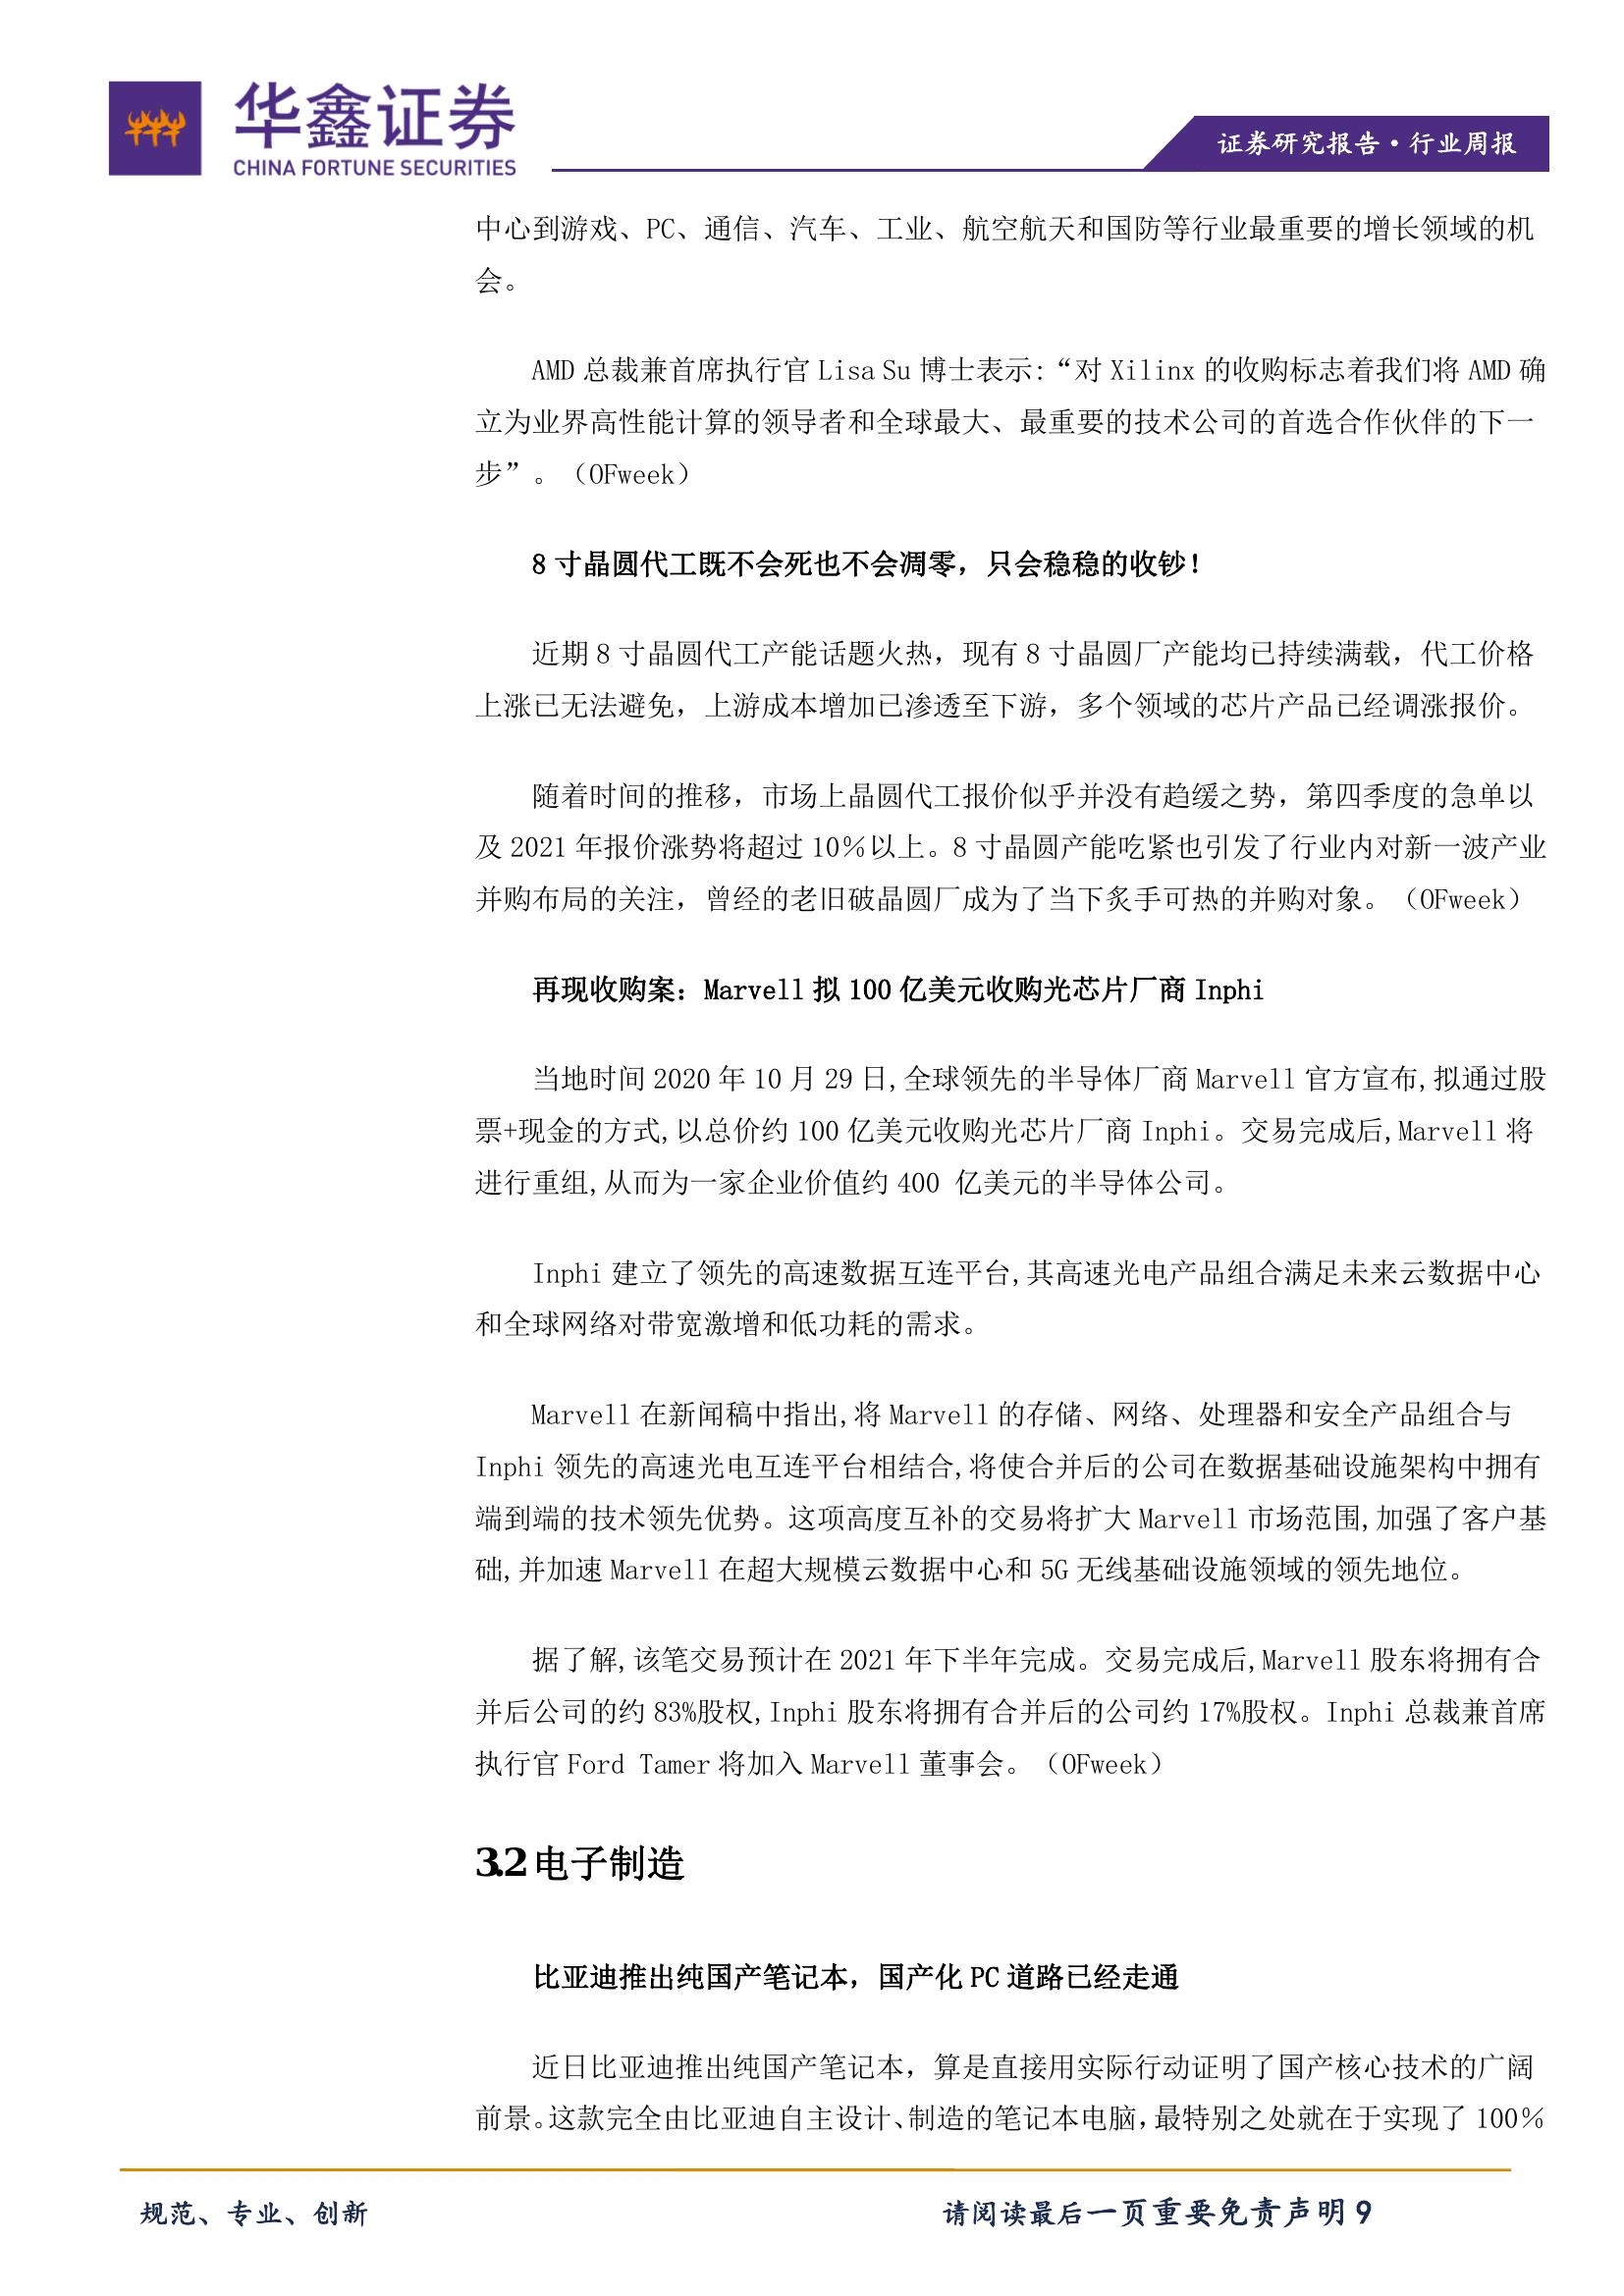 华鑫证券
CHINA FORTUNE SECURITIES
证券研究报告·行业周报
中心到游戏、PC、通信、汽车、工业、航空航天和国防等行业最重要的增长领域的机
会。
AMD 总裁兼首席执行官 Lisa Su 博士表示:“对 Xilinx 的收购标志着我们将 AMD 确
立为业界高性能计算的领导者和全球最大、最重要的技术公司的首选合作伙伴的下一
步”。（OFweek）
8 寸晶圆代工既不会死也不会凋零，只会稳稳的收钞！
近期 8 寸晶圆代工产能话题火热，现有 8 寸晶圆厂产能均已持续满载，代工价格
上涨已无法避免，上游成本增加已渗透至下游，多个领域的芯片产品已经调涨报价。
随着时间的推移，市场上晶圆代工报价似乎并没有趋缓之势，第四季度的急单以
及 2021 年报价涨势将超过 10％以上。8 寸晶圆产能吃紧也引发了行业内对新一波产业
并购布局的关注，曾经的老旧破晶圆厂成为了当下炙手可热的并购对象。（OFweek）
再现收购案：Marvell 拟 100 亿美元收购光芯片厂商 Inphi
当地时间 2020 年 10 月 29 日,全球领先的半导体厂商 Marvell 官方宣布,拟通过股
票+现金的方式,以总价约 100 亿美元收购光芯片厂商 Inphi。交易完成后,Marvell 将
进行重组,从而为一家企业价值约 400 亿美元的半导体公司。
Inphi 建立了领先的高速数据互连平台,其高速光电产品组合满足未来云数据中心
和全球网络对带宽激增和低功耗的需求。
Marvell 在新闻稿中指出,将 Marvell 的存储、网络、处理器和安全产品组合与
Inphi 领先的高速光电互连平台相结合,将使合并后的公司在数据基础设施架构中拥有
端到端的技术领先优势。这项高度互补的交易将扩大 Marvell 市场范围,加强了客户基
础,并加速 Marvell 在超大规模云数据中心和 5G 无线基础设施领域的领先地位。
据了解,该笔交易预计在 2021 年下半年完成。交易完成后,Marvell 股东将拥有合
并后公司的约 83%股权,Inphi 股东将拥有合并后的公司约 17%股权。Inphi 总裁兼首席
执行官 Ford Tamer 将加入 Marvell 董事会。（OFweek）
3.2 电子制造
比亚迪推出纯国产笔记本，国产化 PC 道路已经走通
近日比亚迪推出纯国产笔记本，算是直接用实际行动证明了国产核心技术的广阔
前景。这款完全由比亚迪自主设计、制造的笔记本电脑，最特别之处就在于实现了 100％
规范、专业、创新
请阅读最后一页重要免责声明 9